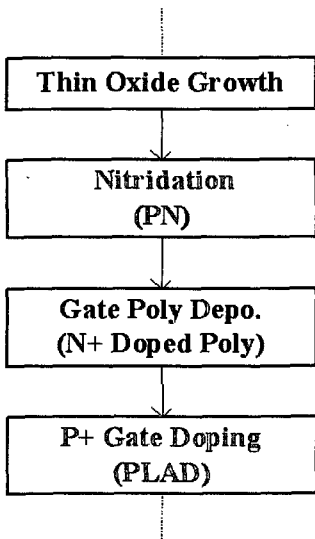 Thin Oxide Growth
Nitridation
(PN)
Gate Poly Depo.
(N+ Doped Poly)
P+ Gate Doping
(PLAD)